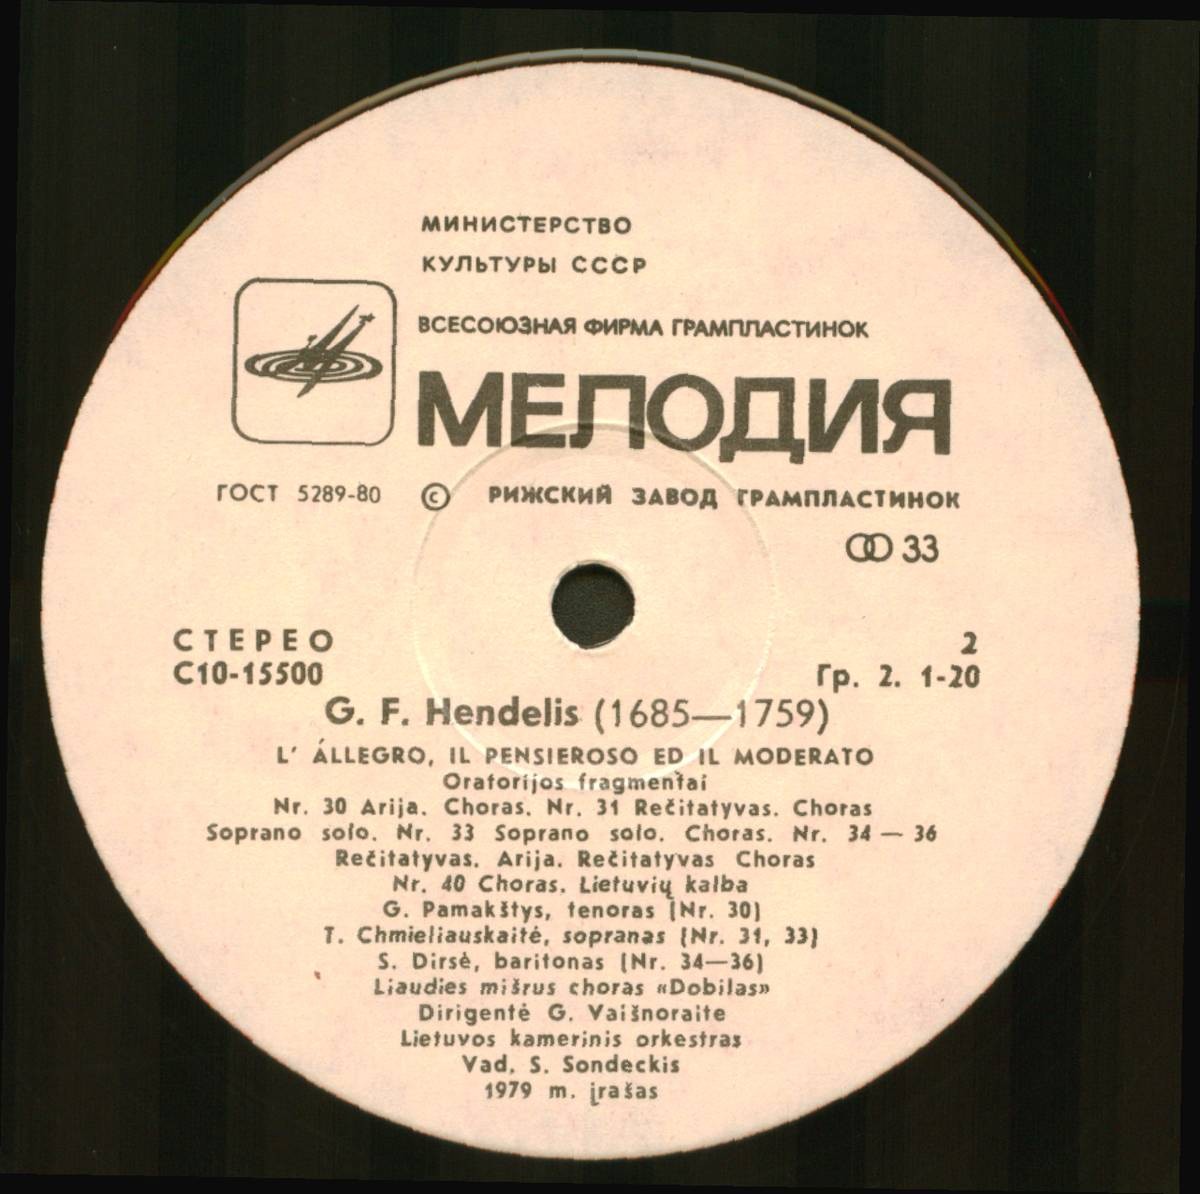 МИНИСТЕРСТВО
КУЛЬТУРЫ СССР
ВСЕСОЮЗНАЯ ФИРМА ГРАМПЛАСТИНОК
МЕЛОДИЯ
ГОСТ 5289-80 © РИЖСКИЙ ЗАВОД ГРАМПЛАСТИНОК
33
СТЕРЕО 2
С10-15500 Гр. 2. 1-20
G. F. Hendelis (1685—1759)
L' ÁLLEGRO, IL PENSIEROSO ED IL MODERATO
Oratorijos fragmentai
Nr. 30 Arija. Choras. Nr. 31 Rečitatyvas. Choras
Soprano solo. Nr. 33 Soprano solo. Choras. Nr. 34 — 36
Rečitatyvas. Arija. Rečitatyvas Choras
Nr. 40 Choras. Lietuvių kalba
G. Pamakštys, tenoras (Nr. 30)
T. Chmieliauskaitė, sopranas (Nr. 31, 33)
S. Dirsė, baritonas (Nr. 34—36)
Liaudies mišrus choras «Dobilas»
Dirigentė G. Vaišnoraite
Lietuvos kamerinis orkestras
Vad. S. Sondeckis
1979 m. įrašas